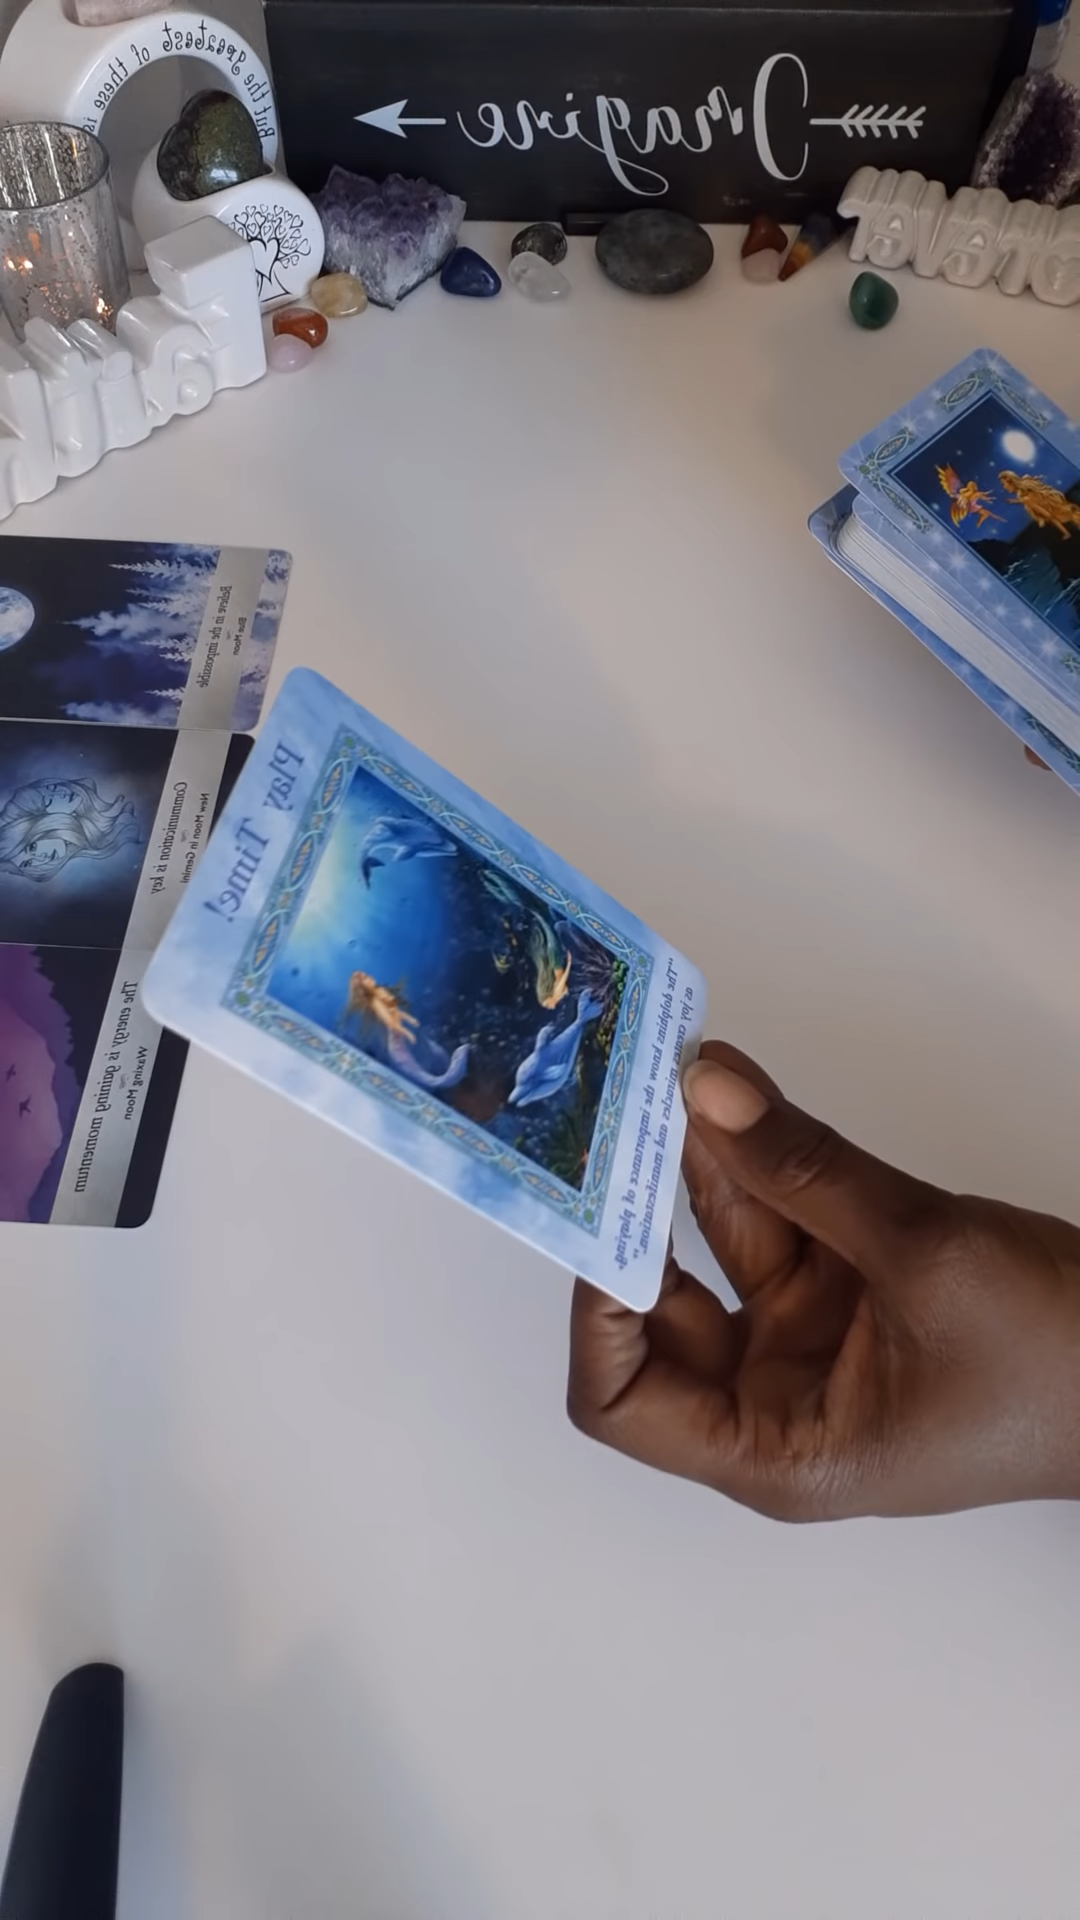 But the greatest of these is
Imagine
Believe in the impossible
Blue Moon
New Moon in Gemini
Communication is key
The energy is gaining momentum
Waxing Moon
Play Time!
"The dolphins know the importance of playing,
as joy creates miracles and manifestation."